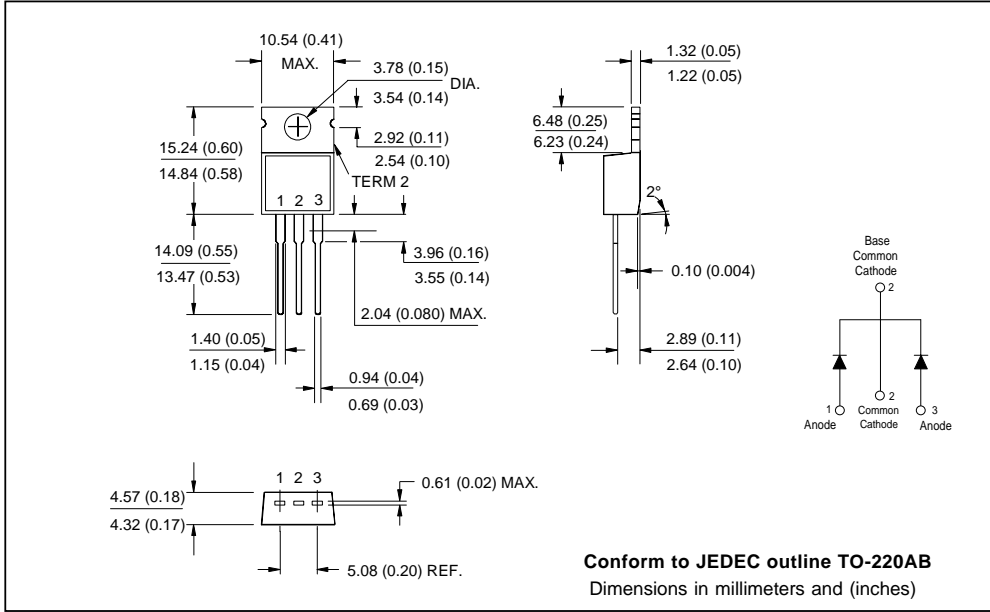 10.54 (0.41)
MAX.
3.78 (0.15)
3.54 (0.14)
DIA.
2.92 (0.11)
2.54 (0.10)
TERM 2
15.24 (0.60)
14.84 (0.58)
1 2 3
14.09 (0.55)
13.47 (0.53)
3.96 (0.16)
3.55 (0.14)
2.04 (0.080) MAX.
1.40 (0.05)
1.15 (0.04)
0.94 (0.04)
0.69 (0.03)
1.32 (0.05)
1.22 (0.05)
6.48 (0.25)
6.23 (0.24)
2°
0.10 (0.004)
2.89 (0.11)
2.64 (0.10)
Base
Common
Cathode
2
1
Anode
2
Common
Cathode
3
Anode
1 2 3
4.57 (0.18)
4.32 (0.17)
0.61 (0.02) MAX.
5.08 (0.20) REF.
Conform to JEDEC outline TO-220AB
Dimensions in millimeters and (inches)